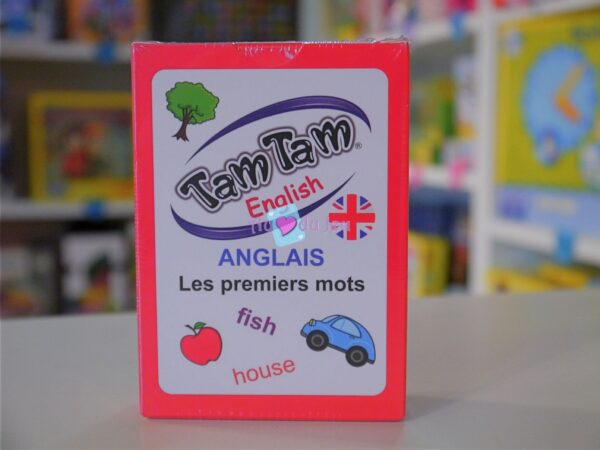 Tam Tam®
English
ANGLAIS
Les premiers mots
fish
house